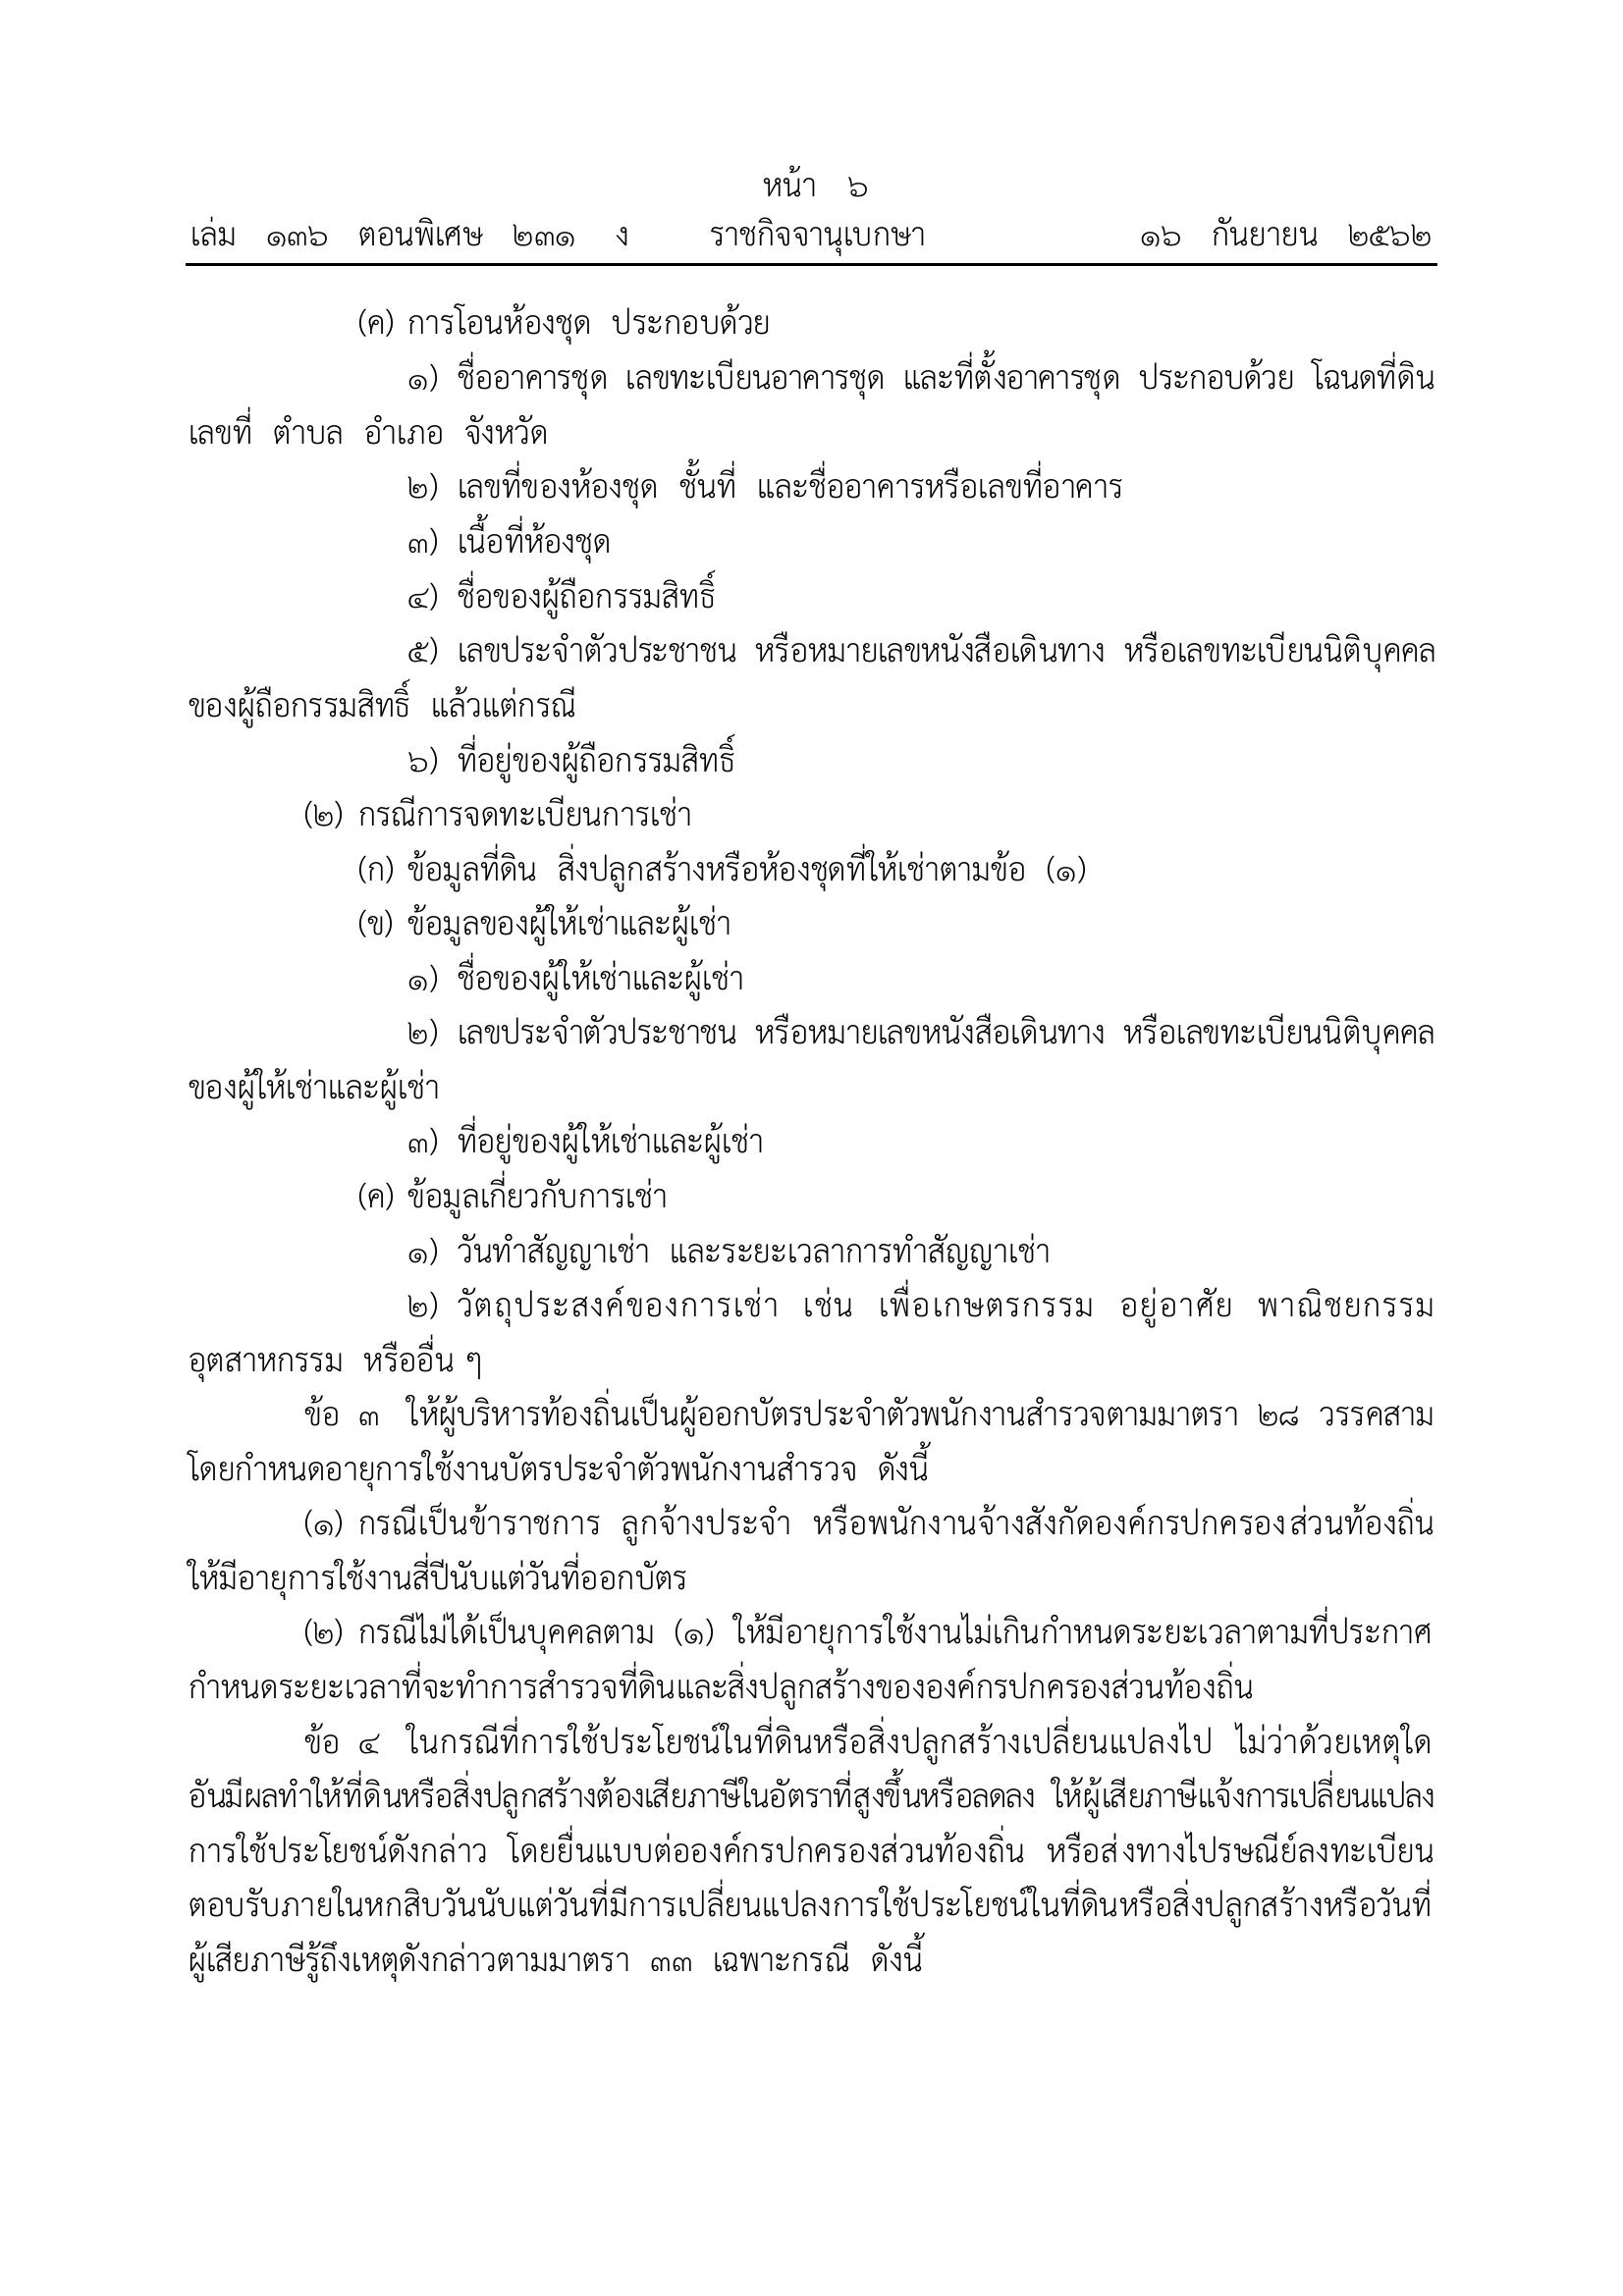 หน้า ๖
เล่ม ๑๓๖ ตอนพิเศษ ๒๓๑ ง ราชกิจจานุเบกษา ๑๖ กันยายน ๒๕๖๒
(ค) การโอนห้องชุด ประกอบด้วย
๑) ชื่ออาคารชุด เลขทะเบียนอาคารชุด และที่ตั้งอาคารชุด ประกอบด้วย โฉนดที่ดิน
เลขที่ ตำบล อำเภอ จังหวัด
๒) เลขที่ของห้องชุด ชั้นที่ และชื่ออาคารหรือเลขที่อาคาร
๓) เนื้อที่ห้องชุด
๔) ชื่อของผู้ถือกรรมสิทธิ์
๕) เลขประจำตัวประชาชน หรือหมายเลขหนังสือเดินทาง หรือเลขทะเบียนนิติบุคคล
ของผู้ถือกรรมสิทธิ์ แล้วแต่กรณี
๖) ที่อยู่ของผู้ถือกรรมสิทธิ์
(๒) กรณีการจดทะเบียนการเช่า
(ก) ข้อมูลที่ดิน สิ่งปลูกสร้างหรือห้องชุดที่ให้เช่าตามข้อ (๑)
(ข) ข้อมูลของผู้ให้เช่าและผู้เช่า
๑) ชื่อของผู้ให้เช่าและผู้เช่า
๒) เลขประจำตัวประชาชน หรือหมายเลขหนังสือเดินทาง หรือเลขทะเบียนนิติบุคคล
ของผู้ให้เช่าและผู้เช่า
๓) ที่อยู่ของผู้ให้เช่าและผู้เช่า
(ค) ข้อมูลเกี่ยวกับการเช่า
๑) วันทำสัญญาเช่า และระยะเวลาการทำสัญญาเช่า
๒) วัตถุประสงค์ของการเช่า เช่น เพื่อเกษตรกรรม อยู่อาศัย พาณิชยกรรม
อุตสาหกรรม หรืออื่น ๆ
ข้อ ๓ ให้ผู้บริหารท้องถิ่นเป็นผู้ออกบัตรประจำตัวพนักงานสำรวจตามมาตรา ๒๘ วรรคสาม
โดยกำหนดอายุการใช้งานบัตรประจำตัวพนักงานสำรวจ ดังนี้
(๑) กรณีเป็นข้าราชการ ลูกจ้างประจำ หรือพนักงานจ้างสังกัดองค์กรปกครองส่วนท้องถิ่น
ให้มีอายุการใช้งานสี่ปีนับแต่วันที่ออกบัตร
(๒) กรณีไม่ได้เป็นบุคคลตาม (๑) ให้มีอายุการใช้งานไม่เกินกำหนดระยะเวลาตามที่ประกาศ
กำหนดระยะเวลาที่จะทำการสำรวจที่ดินและสิ่งปลูกสร้างขององค์กรปกครองส่วนท้องถิ่น
ข้อ ๔ ในกรณีที่การใช้ประโยชน์ในที่ดินหรือสิ่งปลูกสร้างเปลี่ยนแปลงไป ไม่ว่าด้วยเหตุใด
อันมีผลทำให้ที่ดินหรือสิ่งปลูกสร้างต้องเสียภาษีในอัตราที่สูงขึ้นหรือลดลง ให้ผู้เสียภาษีแจ้งการเปลี่ยนแปลง
การใช้ประโยชน์ดังกล่าว โดยยื่นแบบต่อองค์กรปกครองส่วนท้องถิ่น หรือส่งทางไปรษณีย์ลงทะเบียน
ตอบรับภายในหกสิบวันนับแต่วันที่มีการเปลี่ยนแปลงการใช้ประโยชน์ในที่ดินหรือสิ่งปลูกสร้างหรือวันที่
ผู้เสียภาษีรู้ถึงเหตุดังกล่าวตามมาตรา ๓๓ เฉพาะกรณี ดังนี้